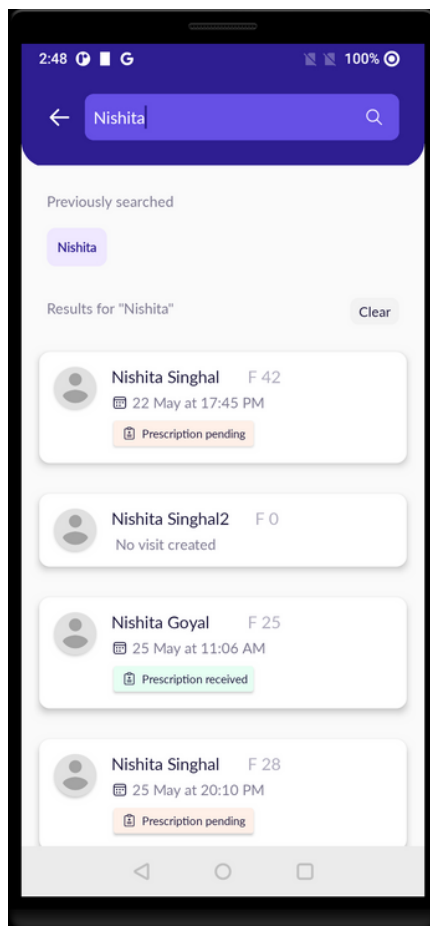 2:48 G 100%
Nishita
Previously searched
Nishita
Results for "Nishita" Clear
Nishita Singhal F 42
22 May at 17:45 PM
Prescription pending
Nishita Singhal2 F 0
No visit created
Nishita Goyal F 25
25 May at 11:06 AM
Prescription received
Nishita Singhal F 28
25 May at 20:10 PM
Prescription pending